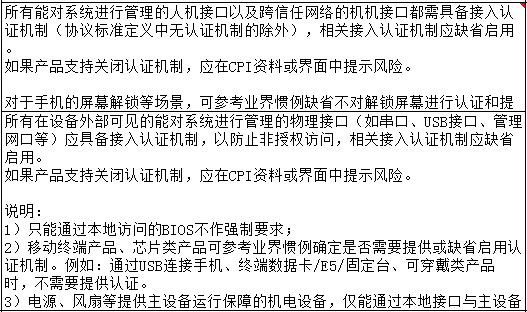 所有能对系统进行管理的人机接口以及跨信任网络的机机接口都需具备接入认
证机制（协议标准定义中无认证机制的除外），相关接入认证机制应缺省启用
。
如果产品支持关闭认证机制，应在CPI资料或界面中提示风险。
对于手机的屏幕解锁等场景，可参考业界惯例缺省不对解锁屏幕进行认证和提
所有在设备外部可见的能对系统进行管理的物理接口（如串口、USB接口、管理
网口等）应具备接入认证机制，以防止非授权访问，相关接入认证机制应缺省
启用。
如果产品支持关闭认证机制，应在CPI资料或界面中提示风险。
说明：
1）只能通过本地访问的BIOS不作强制要求；
2）移动终端产品、芯片类产品可参考业界惯例确定是否需要提供或缺省启用认
证机制。例如：通过USB连接手机、终端数据卡/E5/固定台、可穿戴类产品
时，不需要提供认证。
3）电源、风扇等提供主设备运行保障的机电设备，仅能通过本地接口与主设备